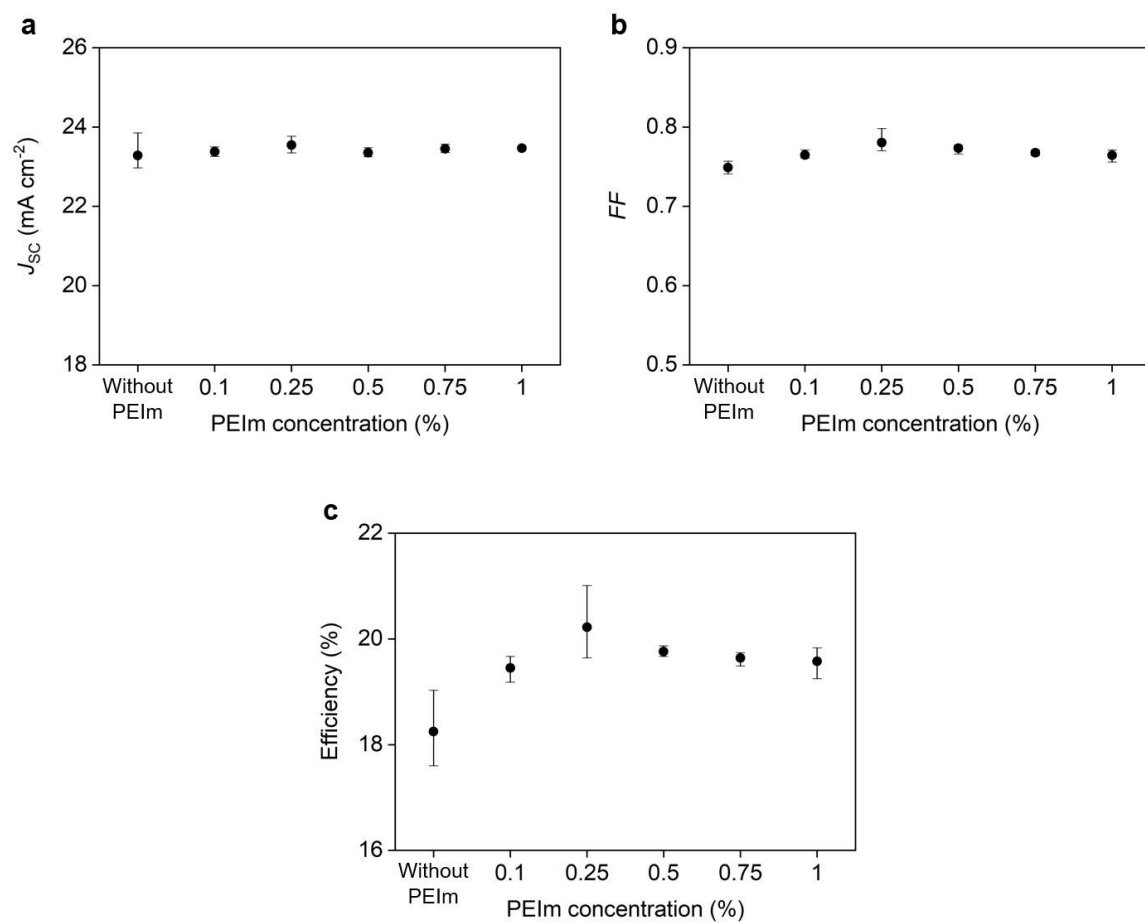 a
26
24
22
20
18
J_SC (mA cm⁻²)
Without PEIm
0.1
0.25
0.5
0.75
1
PEIm concentration (%)
b
0.9
0.8
0.7
0.6
0.5
FF
Without PEIm
0.1
0.25
0.5
0.75
1
PEIm concentration (%)
c
22
20
18
16
Efficiency (%)
Without PEIm
0.1
0.25
0.5
0.75
1
PEIm concentration (%)